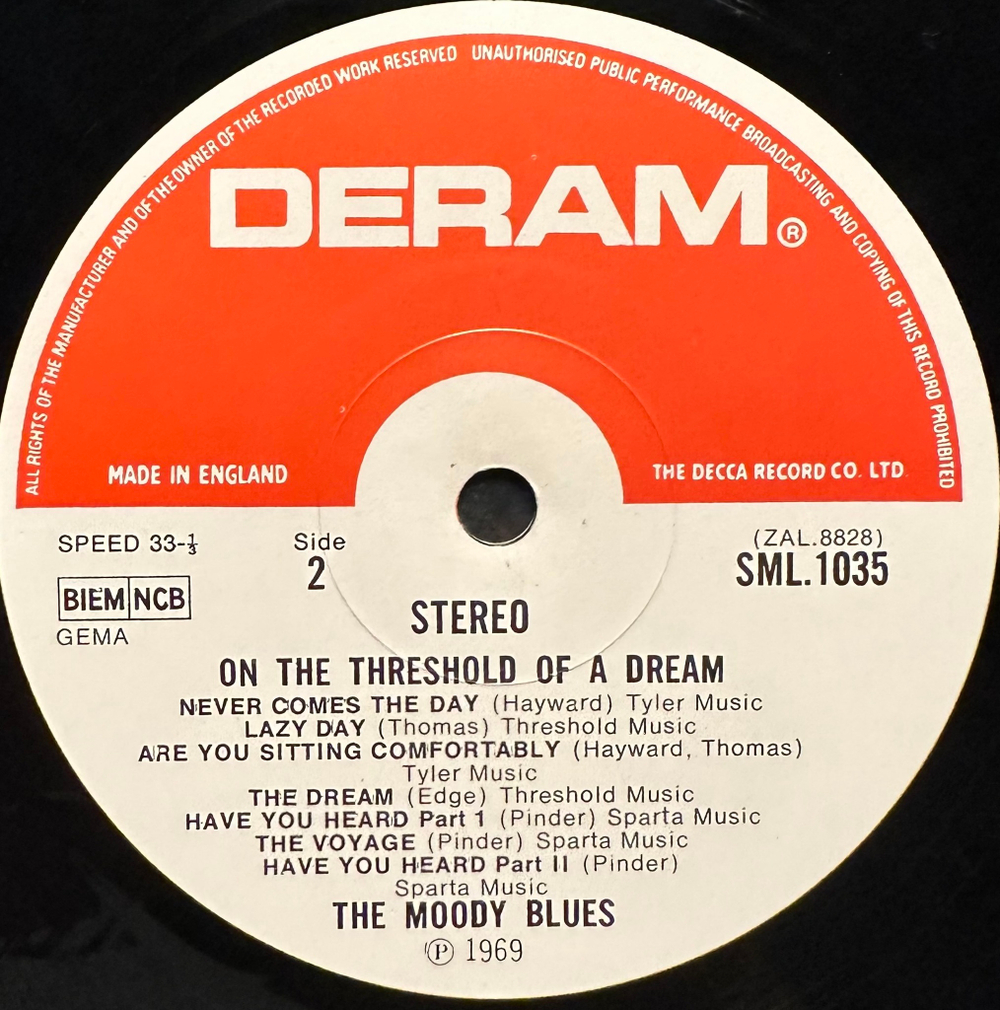 ALL RIGHTS OF THE MANUFACTURER AND OF THE OWNER OF THE RECORDED WORK RESERVED UNAUTHORISED PUBLIC PERFORMANCE BROADCASTING AND COPYING OF THIS RECORD PROHIBITED
DERAM®
MADE IN ENGLAND
THE DECCA RECORD CO. LTD.
SPEED 33-⅓
Side
2
(ZAL.8828)
SML.1035
BIEM NCB
GEMA
STEREO
ON THE THRESHOLD OF A DREAM
NEVER COMES THE DAY (Hayward) Tyler Music
LAZY DAY (Thomas) Threshold Music
ARE YOU SITTING COMFORTABLY (Hayward, Thomas)
Tyler Music
THE DREAM (Edge) Threshold Music
HAVE YOU HEARD Part 1 (Pinder) Sparta Music
THE VOYAGE (Pinder) Sparta Music
HAVE YOU HEARD Part II (Pinder)
Sparta Music
THE MOODY BLUES
℗ 1969